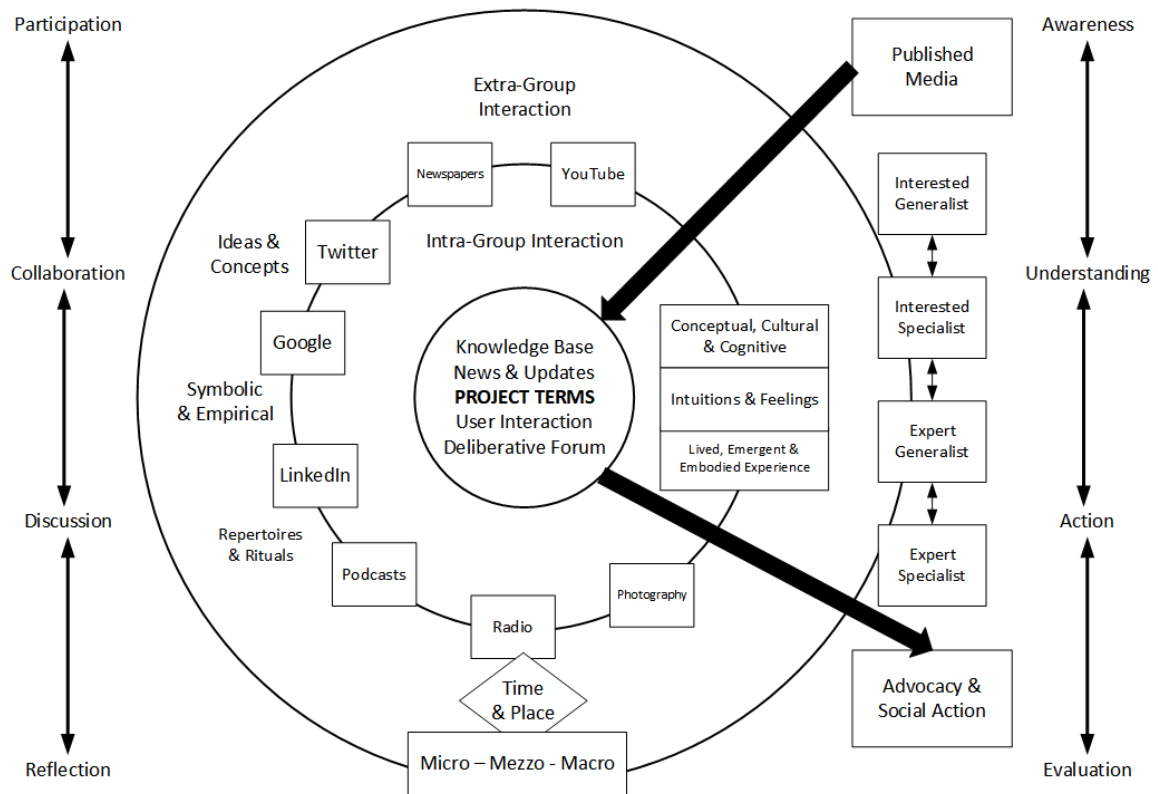 Participation
Awareness
Published
Media
Extra-Group
Interaction
Newspapers
YouTube
Interested
Generalist
Ideas &
Concepts
Twitter
Intra-Group Interaction
Collaboration
Understanding
Interested
Specialist
Google
Conceptual, Cultural
& Cognitive
Knowledge Base
News & Updates
PROJECT TERMS
User Interaction
Deliberative Forum
Symbolic
& Empirical
Intuitions & Feelings
Expert
Generalist
Lived, Emergent &
Embodied Experience
LinkedIn
Discussion
Action
Repertoires
& Rituals
Podcasts
Photography
Expert
Specialist
Radio
Time
& Place
Advocacy &
Social Action
Micro – Mezzo - Macro
Reflection
Evaluation